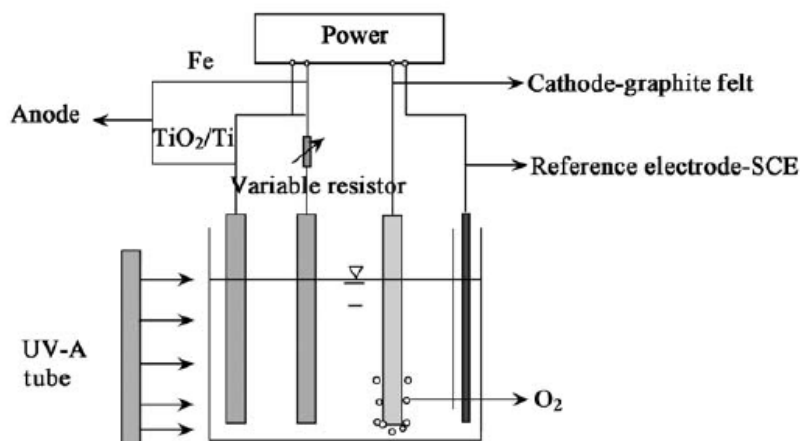 Power
Fe
Cathode-graphite felt
Anode
TiO₂/Ti
Reference electrode-SCE
Variable resistor
UV-A
tube
O₂